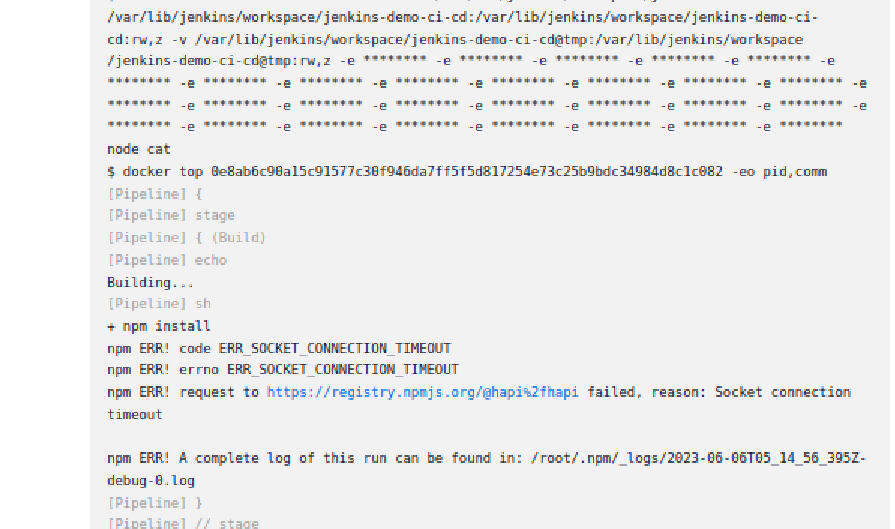 /var/lib/jenkins/workspace/jenkins-demo-ci-cd:/var/lib/jenkins/workspace/jenkins-demo-ci-
cd:rw,z -v /var/lib/jenkins/workspace/jenkins-demo-ci-cd@tmp:/var/lib/jenkins/workspace
/jenkins-demo-ci-cd@tmp:rw,z -e ******** -e ******** -e ******** -e ******** -e ******** -e
******** -e ******** -e ******** -e ******** -e ******** -e ******** -e ******** -e ******** -e
******** -e ******** -e ******** -e ******** -e ******** -e ******** -e ******** -e ******** -e
******** -e ******** -e ******** -e ******** -e ******** -e ******** -e ******** -e ********
node cat
$ docker top 0e8ab6c90a15c91577c30f946da7ff5f5d817254e73c25b9bdc34984d8c1c082 -eo pid,comm
[Pipeline] {
[Pipeline] stage
[Pipeline] { (Build)
[Pipeline] echo
Building...
[Pipeline] sh
+ npm install
npm ERR! code ERR_SOCKET_CONNECTION_TIMEOUT
npm ERR! errno ERR_SOCKET_CONNECTION_TIMEOUT
npm ERR! request to https://registry.npmjs.org/@hapi%2fhapi failed, reason: Socket connection
timeout
npm ERR! A complete log of this run can be found in: /root/.npm/_logs/2023-06-06T05_14_56_395Z-
debug-0.log
[Pipeline] }
[Pipeline] // stage